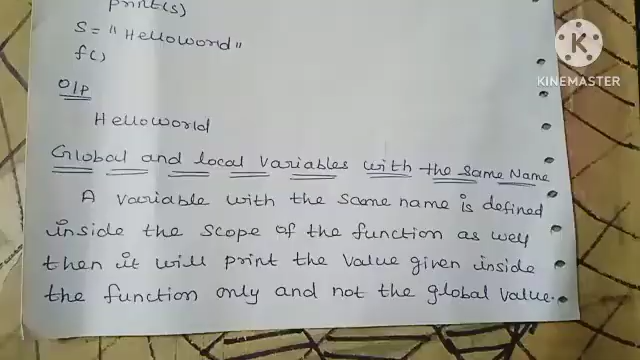 print(s)
S = "Helloword"
f()
O/P
Helloworld
Global and local Variables with the Same Name
A variable with the same name is defined
inside the scope of the function as well
then it will print the value given inside
the function only and not the global value.
KINEMASTER